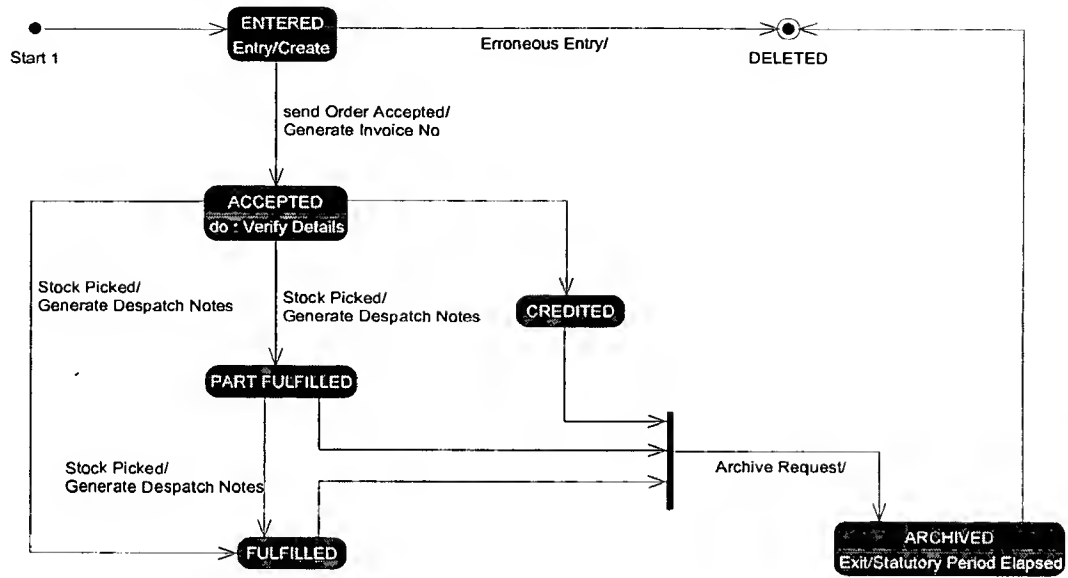 ENTERED
Entry/Create
Start 1
Erroneous Entry/
DELETED
send Order Accepted/
Generate Invoice No
ACCEPTED
do : Verify Details
Stock Picked/
Generate Despatch Notes
Stock Picked/
Generate Despatch Notes
CREDITED
PART FULFILLED
Stock Picked/
Generate Despatch Notes
Archive Request/
FULFILLED
ARCHIVED
Exit/Statutory Period Elapsed